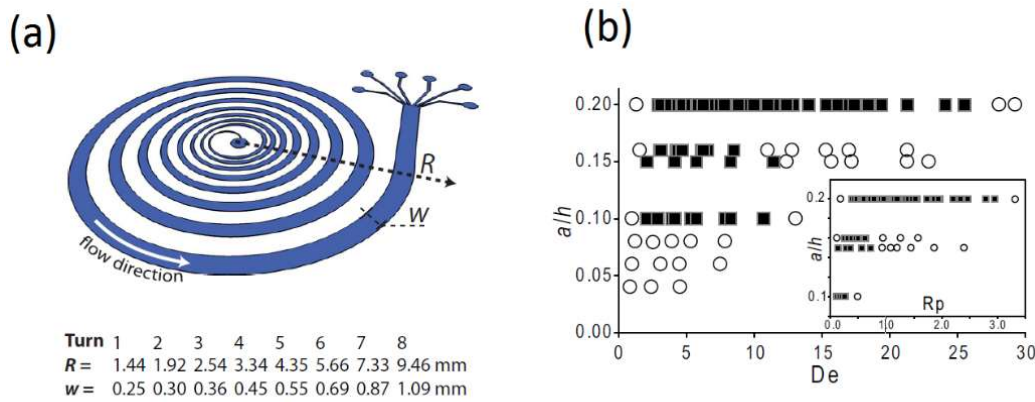 (a)
R
W
flow direction
Turn 1 2 3 4 5 6 7 8
R = 1.44 1.92 2.54 3.34 4.35 5.66 7.33 9.46 mm
w = 0.25 0.30 0.36 0.45 0.55 0.69 0.87 1.09 mm
(b)
0.20
0.15
0.10
0.05
0.00
a/h
0 5 10 15 20 25 30
De
0.2
0.1
a/h
0.0 1.0 2.0 3.0
Rp